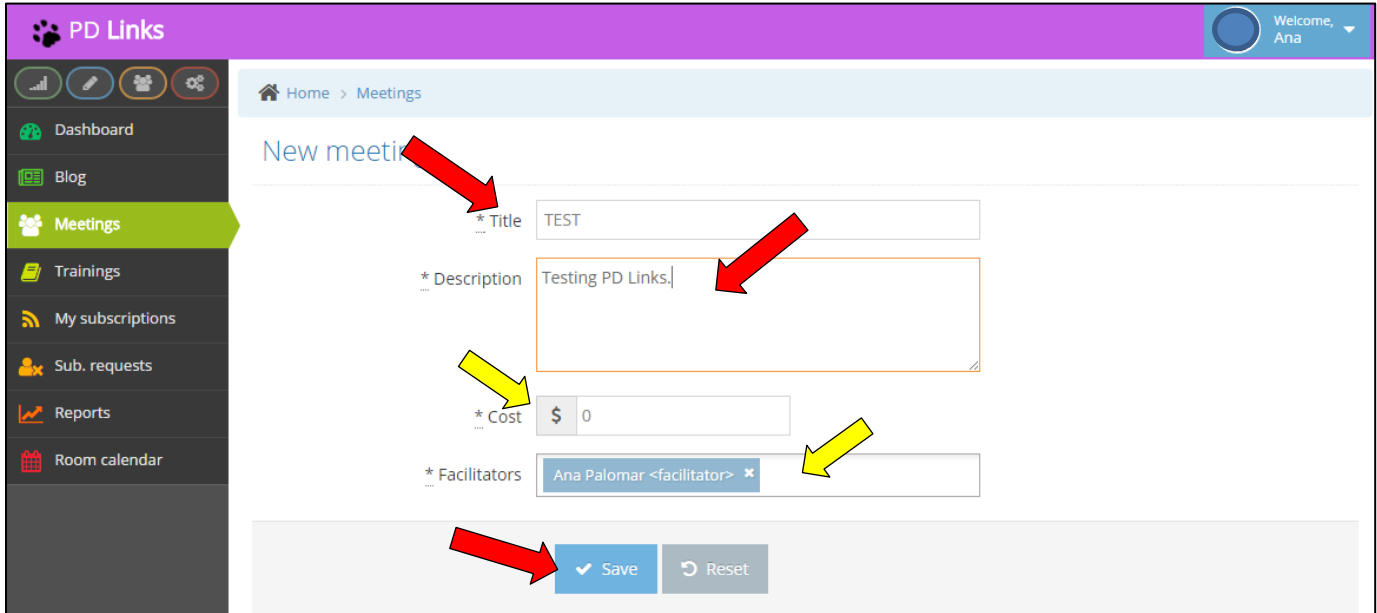 PD Links
Welcome,
Ana
Home > Meetings
Dashboard
Blog
Meetings
Trainings
My subscriptions
Sub. requests
Reports
Room calendar
New meetin
* Title TEST
* Description Testing PD Links.
* Cost $ 0
* Facilitators Ana Palomar <facilitator> ×
Save Reset